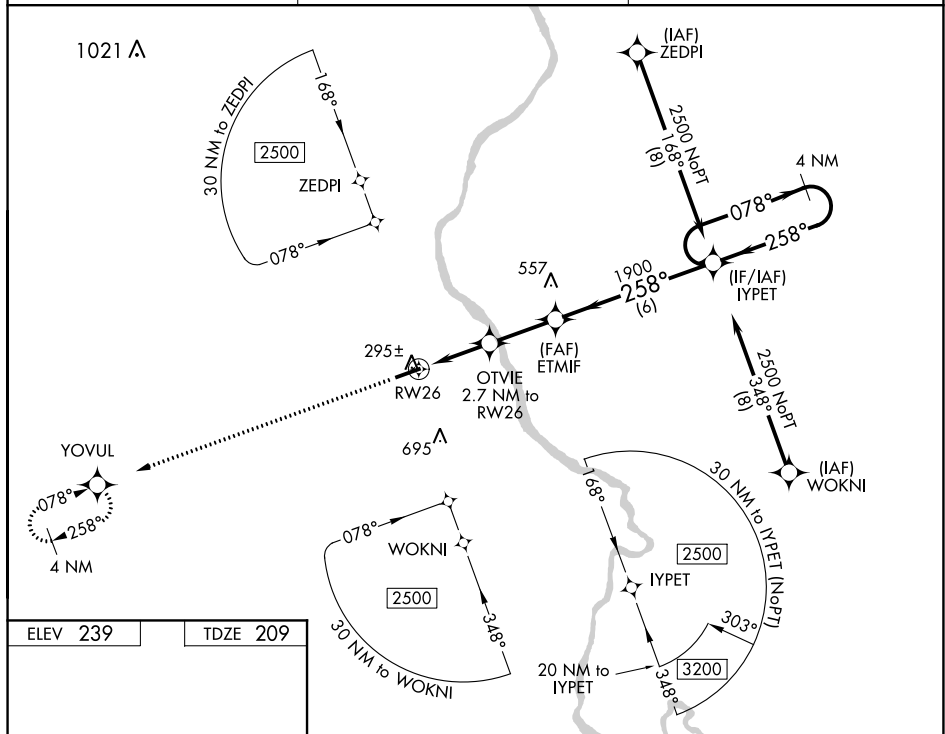 1021
(IAF)
ZEDPI
30 NM to ZEDPI
168°
2500
ZEDPI
078°
2500 NoPT
168°
(8)
4 NM
078°
258°
(IF/IAF)
IYPET
557
1900
258°
(6)
(FAF)
ETMIF
295±
RW26
OTVIE
2.7 NM to
RW26
2500 NoPT
348°
(8)
(IAF)
WOKNI
695
YOVUL
078°
258°
4 NM
078°
WOKNI
2500
348°
30 NM to WOKNI
168°
30 NM to IYPET (NoPT)
2500
IYPET
303°
20 NM to
IYPET
3200
348°
ELEV 239
TDZE 209